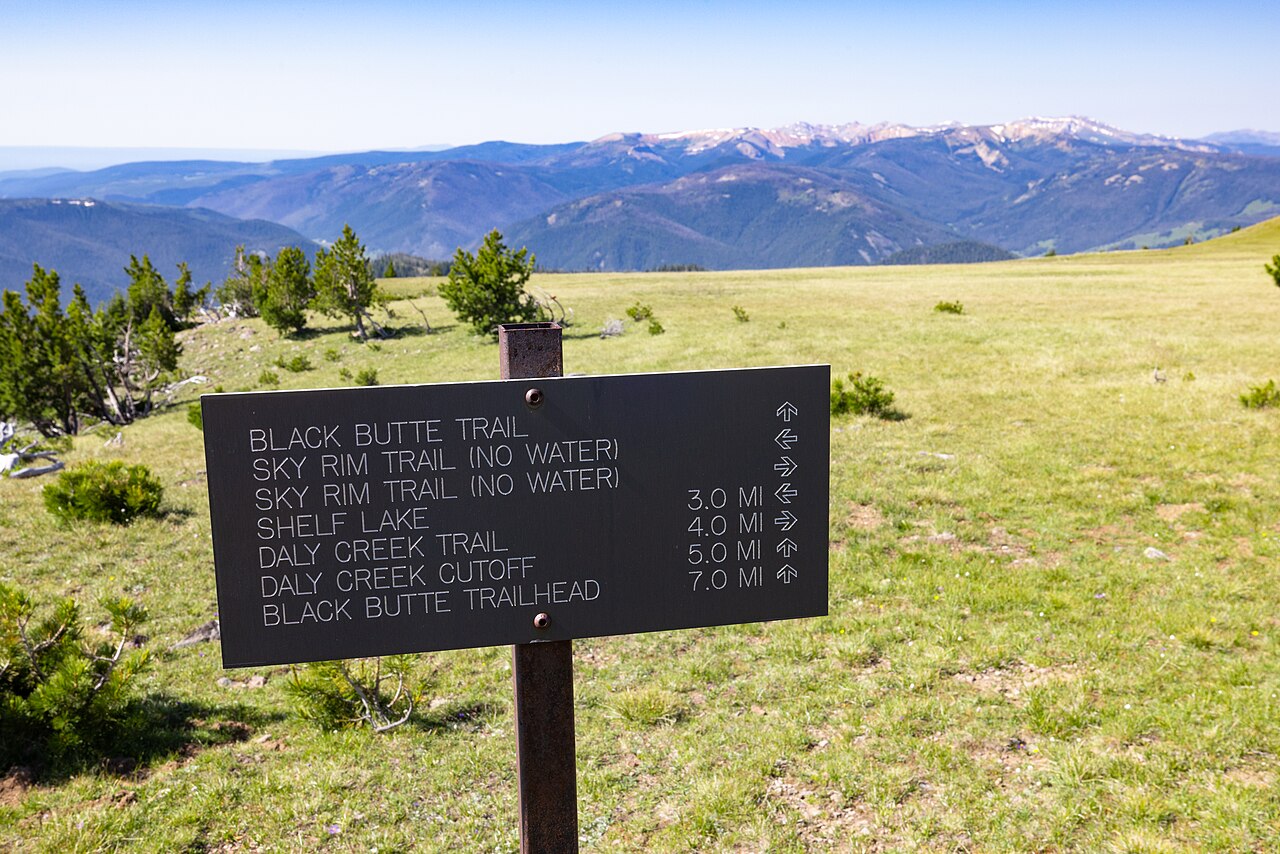 BLACK BUTTE TRAIL ↑
SKY RIM TRAIL (NO WATER) ←
SKY RIM TRAIL (NO WATER) →
SHELF LAKE 3.0 MI ←
DALY CREEK TRAIL 4.0 MI →
DALY CREEK CUTOFF 5.0 MI ↑
BLACK BUTTE TRAILHEAD 7.0 MI ↑